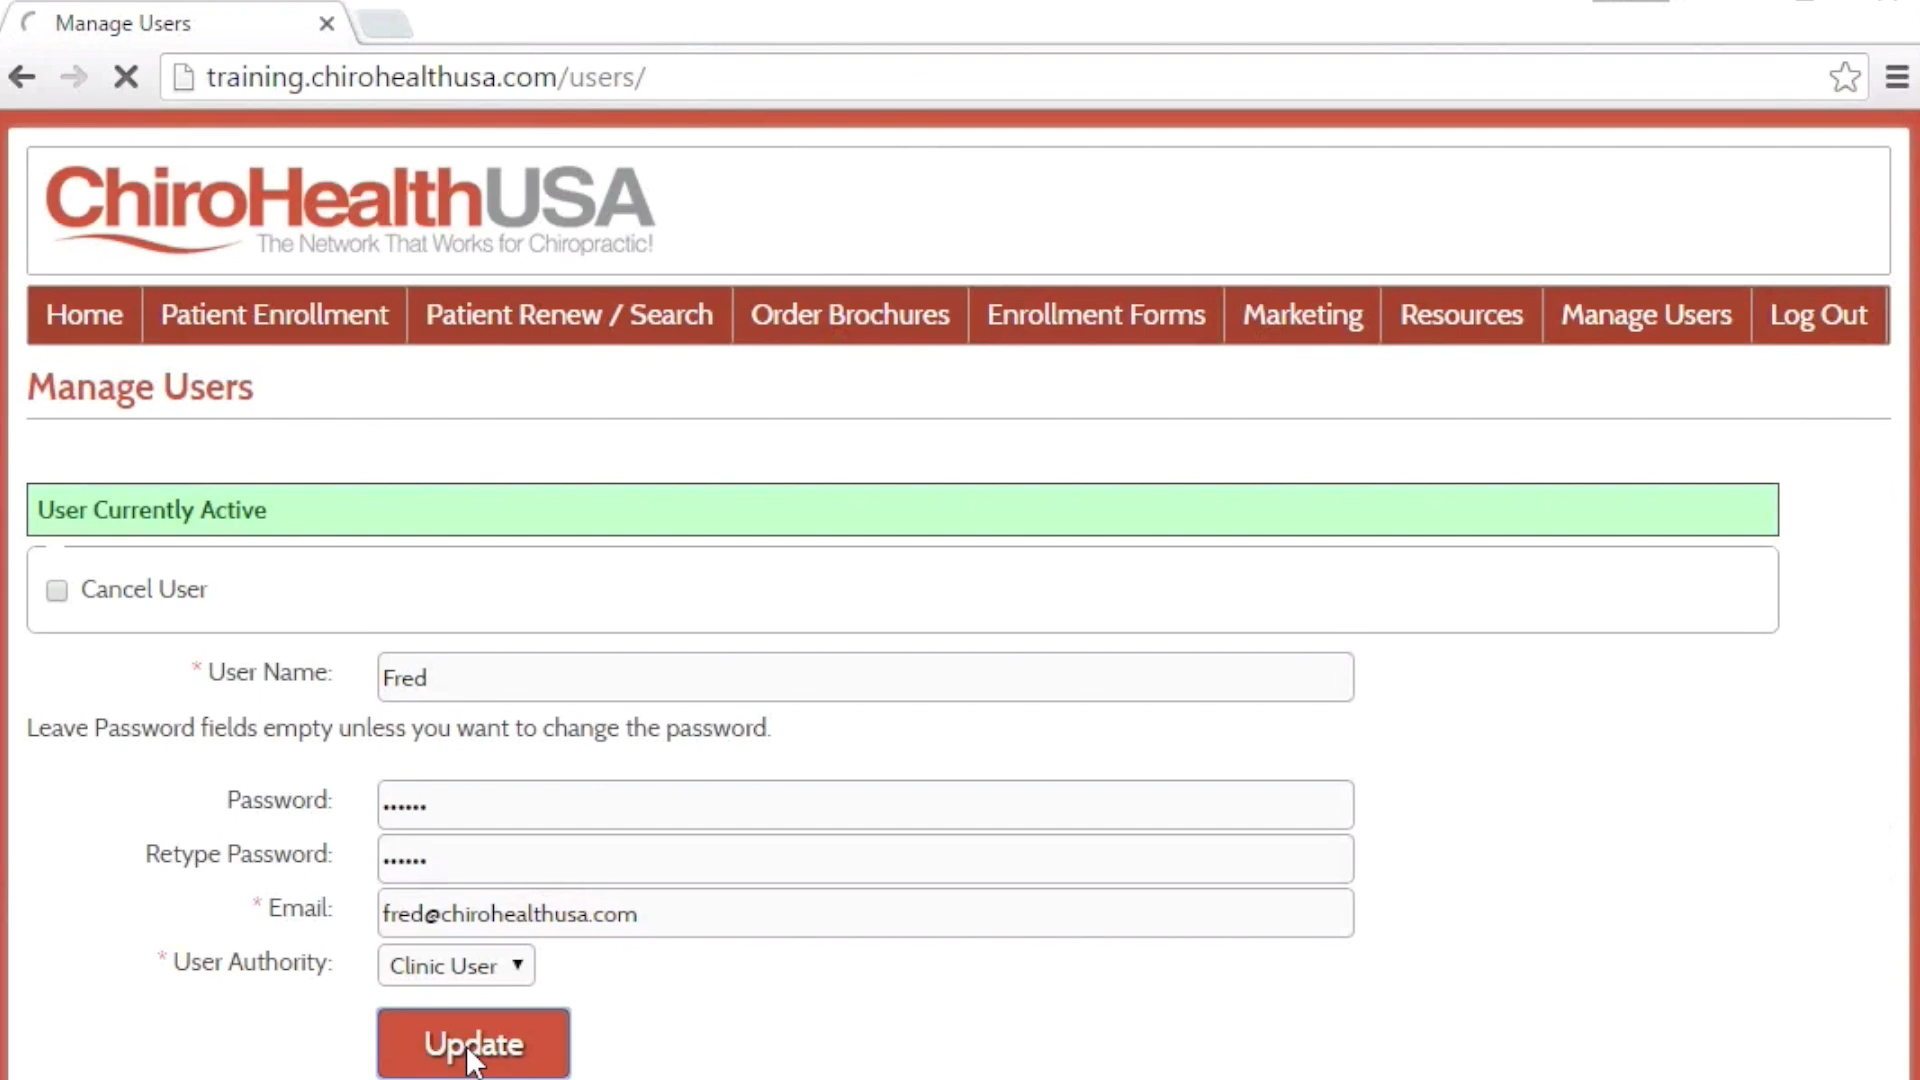 Manage Users
training.chirohealthusa.com/users/
ChiroHealthUSA
The Network That Works for Chiropractic!
Home Patient Enrollment Patient Renew / Search Order Brochures Enrollment Forms Marketing Resources Manage Users Log Out
Manage Users
User Currently Active
Cancel User
* User Name: Fred
Leave Password fields empty unless you want to change the password.
Password: ••••••
Retype Password: ••••••
* Email: fred@chirohealthusa.com
* User Authority: Clinic User
Update